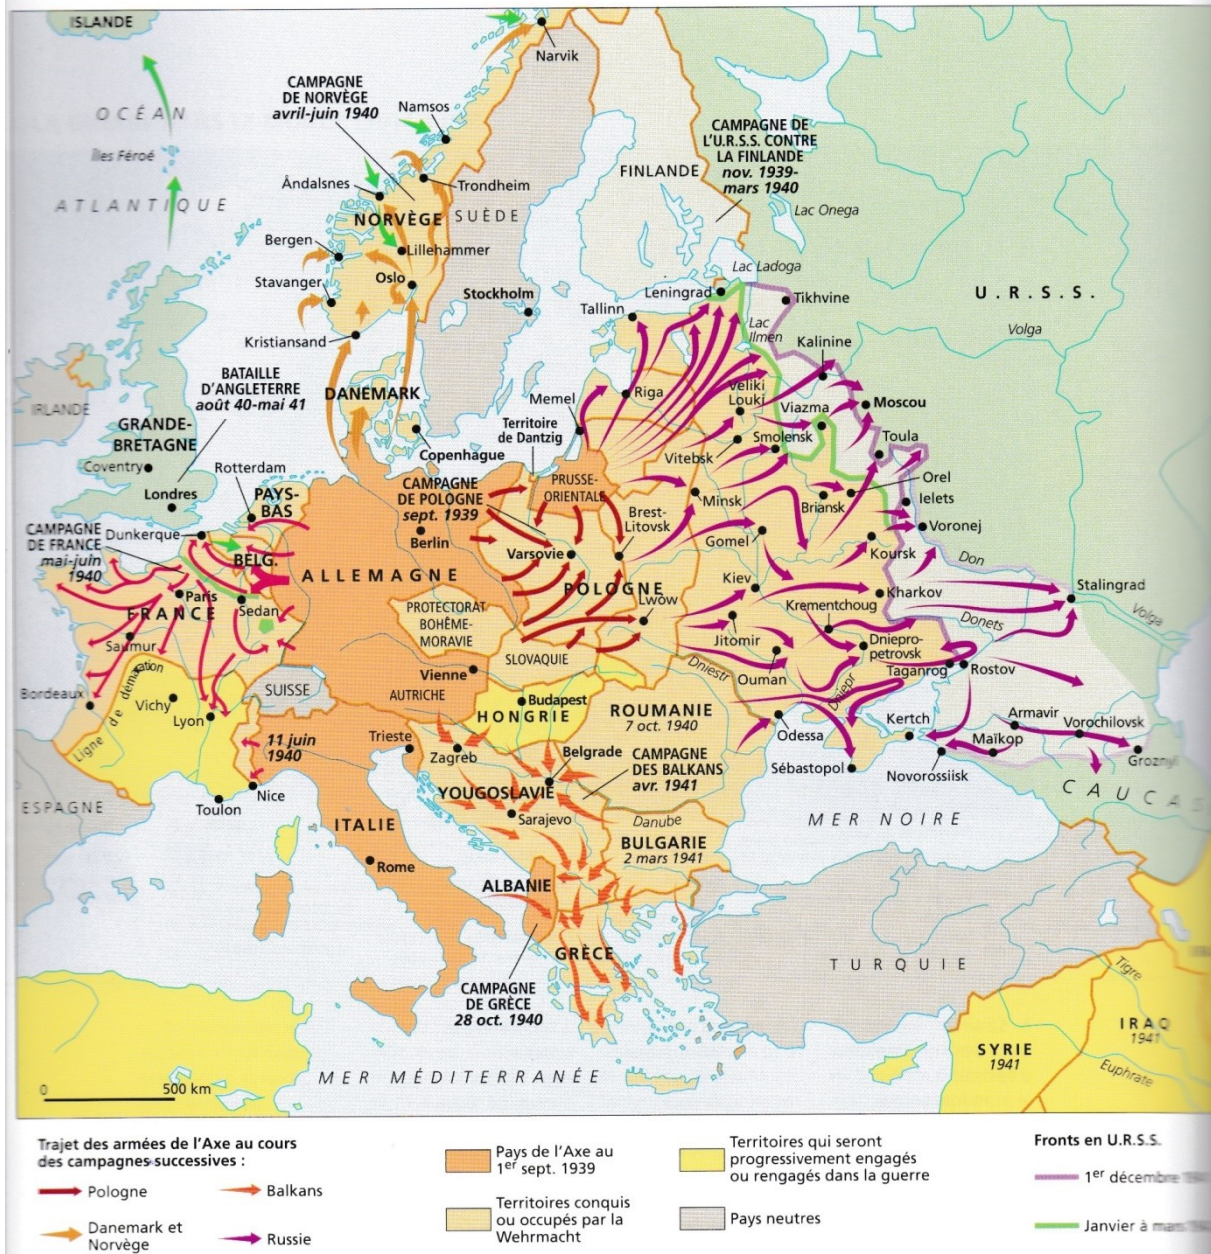 ISLANDE
OCÉAN
Îles Féroé
ATLANTIQUE
CAMPAGNE
DE NORVÈGE
avril-juin 1940
Narvik
Namsos
Åndalsnes
Trondheim
NORVÈGE
SUÈDE
FINLANDE
CAMPAGNE DE
L'U.R.S.S. CONTRE
LA FINLANDE
nov. 1939-
mars 1940
Lac Onega
Bergen
Lillehammer
Stavanger
Oslo
Stockholm
Kristiansand
Lac Ladoga
Leningrad
Tikhvine
U.R.S.S.
Tallinn
Lac
Ilmen
Volga
Kalinine
BATAILLE
D'ANGLETERRE
août 40-mai 41
DANEMARK
IRLANDE
GRANDE-
BRETAGNE
Memel
Riga
Veliki
Louki
Viazma
Moscou
Territoire
de Dantzig
Smolensk
Toula
Coventry
Rotterdam
Copenhague
Vitebsk
Londres
PAYS-
BAS
CAMPAGNE
DE POLOGNE
sept. 1939
PRUSSE-
ORIENTALE
Minsk
Orel
Ielets
Briansk
CAMPAGNE
DE FRANCE
mai-juin
1940
Dunkerque
BELG.
Berlin
Brest-
Litovsk
Voronej
Varsovie
Gomel
Koursk
Don
ALLEMAGNE
POLOGNE
Kiev
Stalingrad
Paris
FRANCE
Sedan
PROTECTORAT
BOHÊME-
MORAVIE
Lwow
Krementchoug
Kharkov
Donets
Volga
Saumur
Jitomir
Dniepro-
petrovsk
SLOVAQUIE
Taganrog
Rostov
Ligne de démarcation
Vienne
Dniestr
Ouman
Dniepr
Bordeaux
Vichy
SUISSE
AUTRICHE
Budapest
HONGRIE
ROUMANIE
7 oct. 1940
Lyon
Odessa
Kertch
Armavir
Vorochilovsk
Maïkop
Groznyï
11 juin
1940
Trieste
Zagreb
Belgrade
CAMPAGNE
DES BALKANS
avr. 1941
Sébastopol
Novorossiisk
ESPAGNE
Toulon
Nice
YOUGOSLAVIE
Sarajevo
CAUCAS
ITALIE
Danube
MER NOIRE
BULGARIE
2 mars 1941
Rome
ALBANIE
GRÈCE
TURQUIE
Tigre
CAMPAGNE
DE GRÈCE
28 oct. 1940
IRAQ
1941
SYRIE
1941
Euphrate
MER MÉDITERRANÉE
0 500 km
Trajet des armées de l'Axe au cours
des campagnes successives :
Pologne
Balkans
Danemark et
Norvège
Russie
Pays de l'Axe au
1er sept. 1939
Territoires conquis
ou occupés par la
Wehrmacht
Territoires qui seront
progressivement engagés
ou rengagés dans la guerre
Pays neutres
Fronts en U.R.S.S.
1er décembre
Janvier à mars